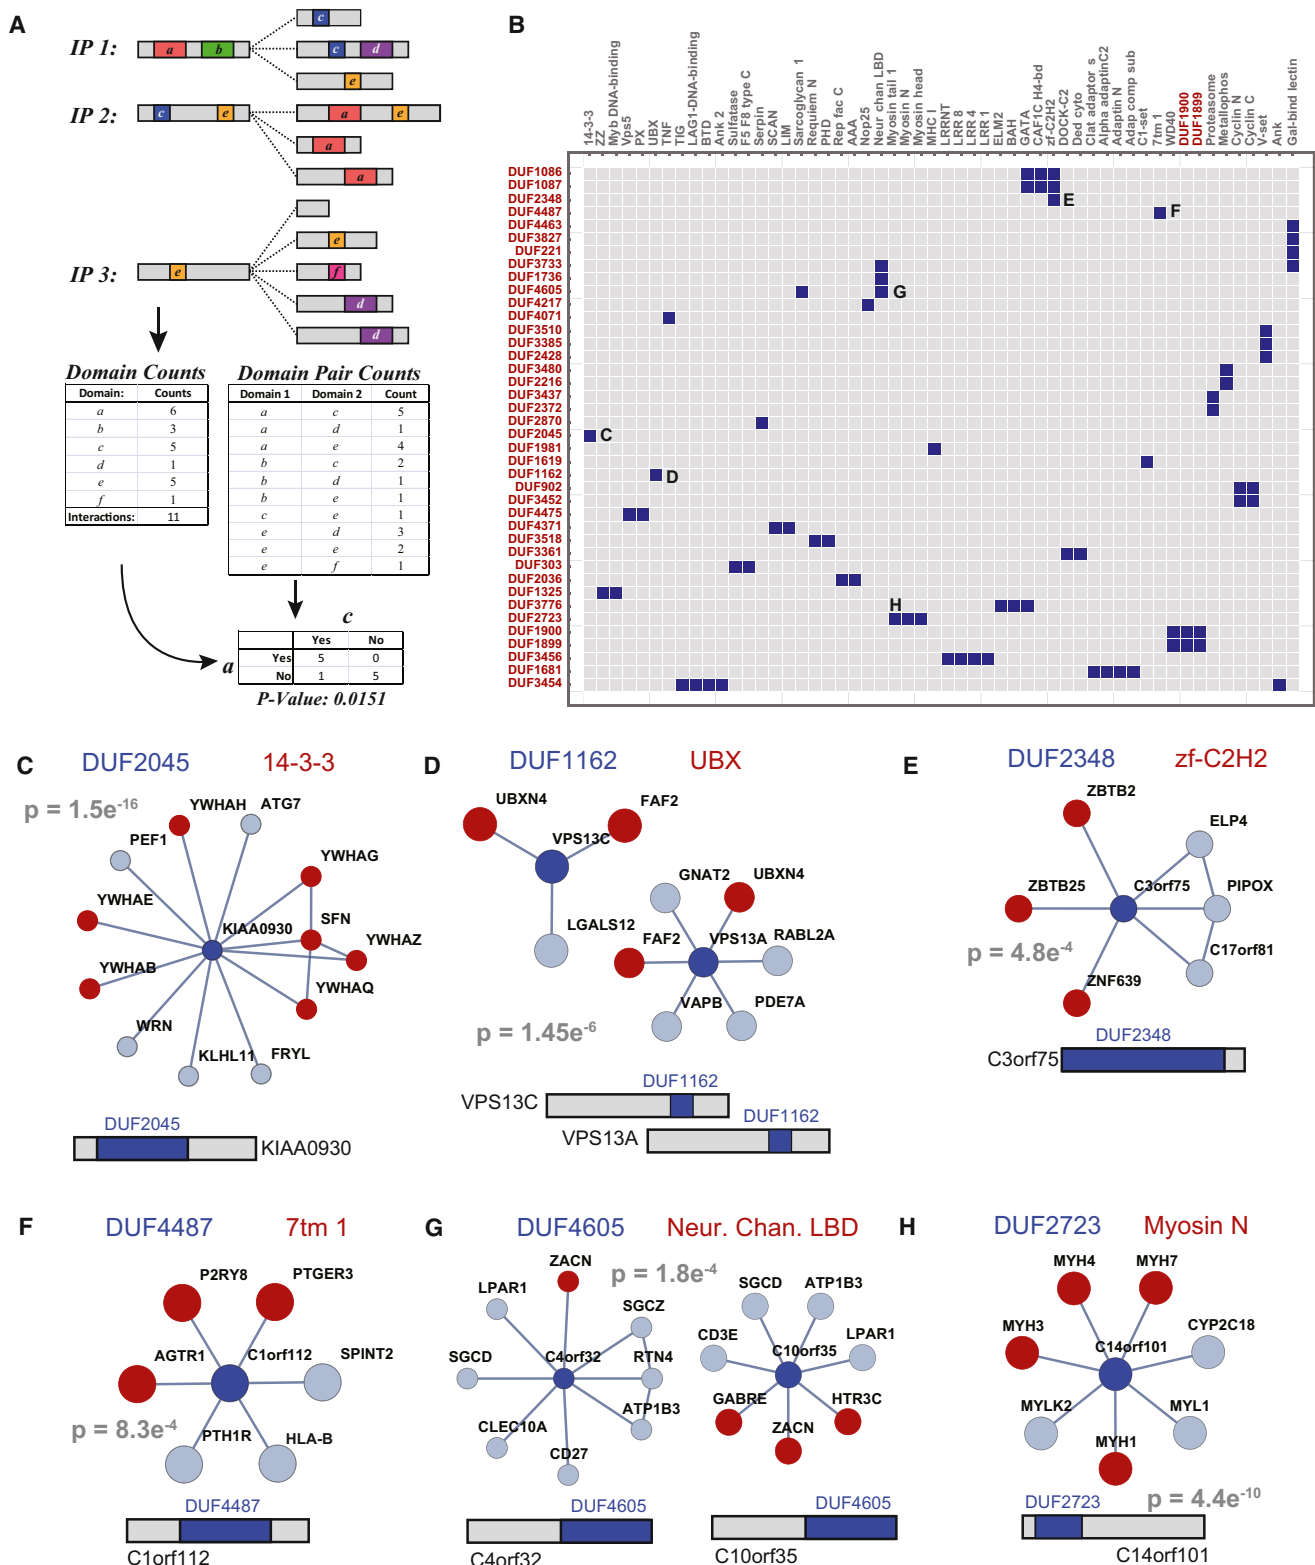 A
IP 1:
a
b
c
c
d
e
IP 2:
c
e
a
e
a
a
IP 3:
e
e
f
d
d
Domain Counts
Domain: Counts
a 6
b 3
c 5
d 1
e 5
f 1
Interactions: 11
Domain Pair Counts
Domain 1 Domain 2 Count
a c 5
a d 1
a e 4
b c 2
b d 1
b e 1
c e 1
e d 3
e e 2
e f 1
c
Yes No
a
Yes 5 0
No 1 5
P-Value: 0.0151
B
14-3-3
ZZ
Myb DNA-binding
Vps5
PX
UBX
TNF
TIG
LAG1-DNA-binding
BTD
Ank 2
Sulfatase
F5 F8 type C
Serpin
SCAN
LIM
Sarcoglycan 1
Requiem N
PHD
Rep fac C
AAA
Nop25
Neur chan LBD
Myosin tail 1
Myosin N
Myosin head
MHC I
LRRNT
LRR 8
LRR 4
LRR 1
ELM2
BAH
GATA
CAF1C H4-bd
zf-C2H2
DOCK-C2
Ded cyto
Clat adaptor s
Alpha adaptinC2
Adaptin N
Adap comp sub
C1-set
7tm 1
WD40
DUF1900
DUF1899
Proteasome
Metallophos
Cyclin N
Cyclin C
V-set
Ank
Gal-bind lectin
DUF1086
DUF1087
DUF2348
DUF4487
DUF4463
DUF3827
DUF221
DUF3733
DUF1736
DUF4605
DUF4217
DUF4071
DUF3510
DUF3385
DUF2428
DUF3480
DUF2216
DUF3437
DUF2372
DUF2870
DUF2045
DUF1981
DUF1619
DUF1162
DUF902
DUF3452
DUF4475
DUF4371
DUF3518
DUF3361
DUF303
DUF2036
DUF1325
DUF3776
DUF2723
DUF1900
DUF1899
DUF3456
DUF1681
DUF3454
E
F
G
C
D
H
C
DUF2045 14-3-3
p = 1.5e-16
YWHAH
ATG7
PEF1
YWHAG
YWHAE
KIAA0930
SFN
YWHAZ
YWHAB
YWHAQ
WRN
KLHL11
FRYL
DUF2045
KIAA0930
D
DUF1162 UBX
UBXN4
FAF2
VPS13C
LGALS12
GNAT2
UBXN4
FAF2
VPS13A
RABL2A
VAPB
PDE7A
p = 1.45e-6
DUF1162
VPS13C
DUF1162
VPS13A
E
DUF2348 zf-C2H2
ZBTB2
ELP4
ZBTB25
C3orf75
PIPOX
p = 4.8e-4
C17orf81
ZNF639
DUF2348
C3orf75
F
DUF4487 7tm 1
P2RY8
PTGER3
AGTR1
C1orf112
SPINT2
p = 8.3e-4
PTH1R
HLA-B
DUF4487
C1orf112
G
DUF4605 Neur. Chan. LBD
p = 1.8e-4
ZACN
LPAR1
SGCZ
SGCD
C4orf32
RTN4
ATP1B3
CLEC10A
CD27
DUF4605
C4orf32
SGCD
ATP1B3
CD3E
C10orf35
LPAR1
GABRE
HTR3C
ZACN
DUF4605
C10orf35
H
DUF2723 Myosin N
MYH4
MYH7
MYH3
C14orf101
CYP2C18
MYLK2
MYL1
MYH1
p = 4.4e-10
DUF2723
C14orf101